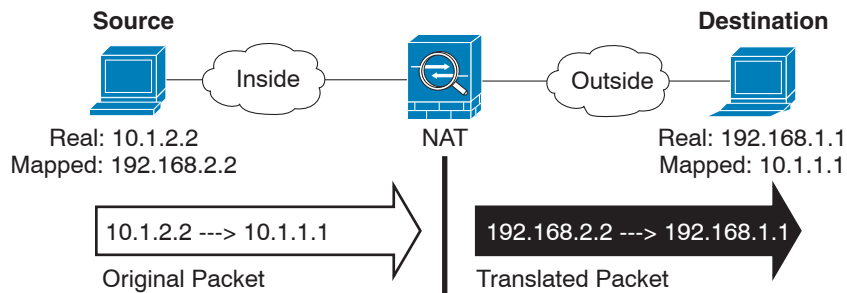 Source
Destination
Inside
Outside
NAT
Real: 10.1.2.2
Mapped: 192.168.2.2
Real: 192.168.1.1
Mapped: 10.1.1.1
10.1.2.2 ---> 10.1.1.1
192.168.2.2 ---> 192.168.1.1
Original Packet
Translated Packet